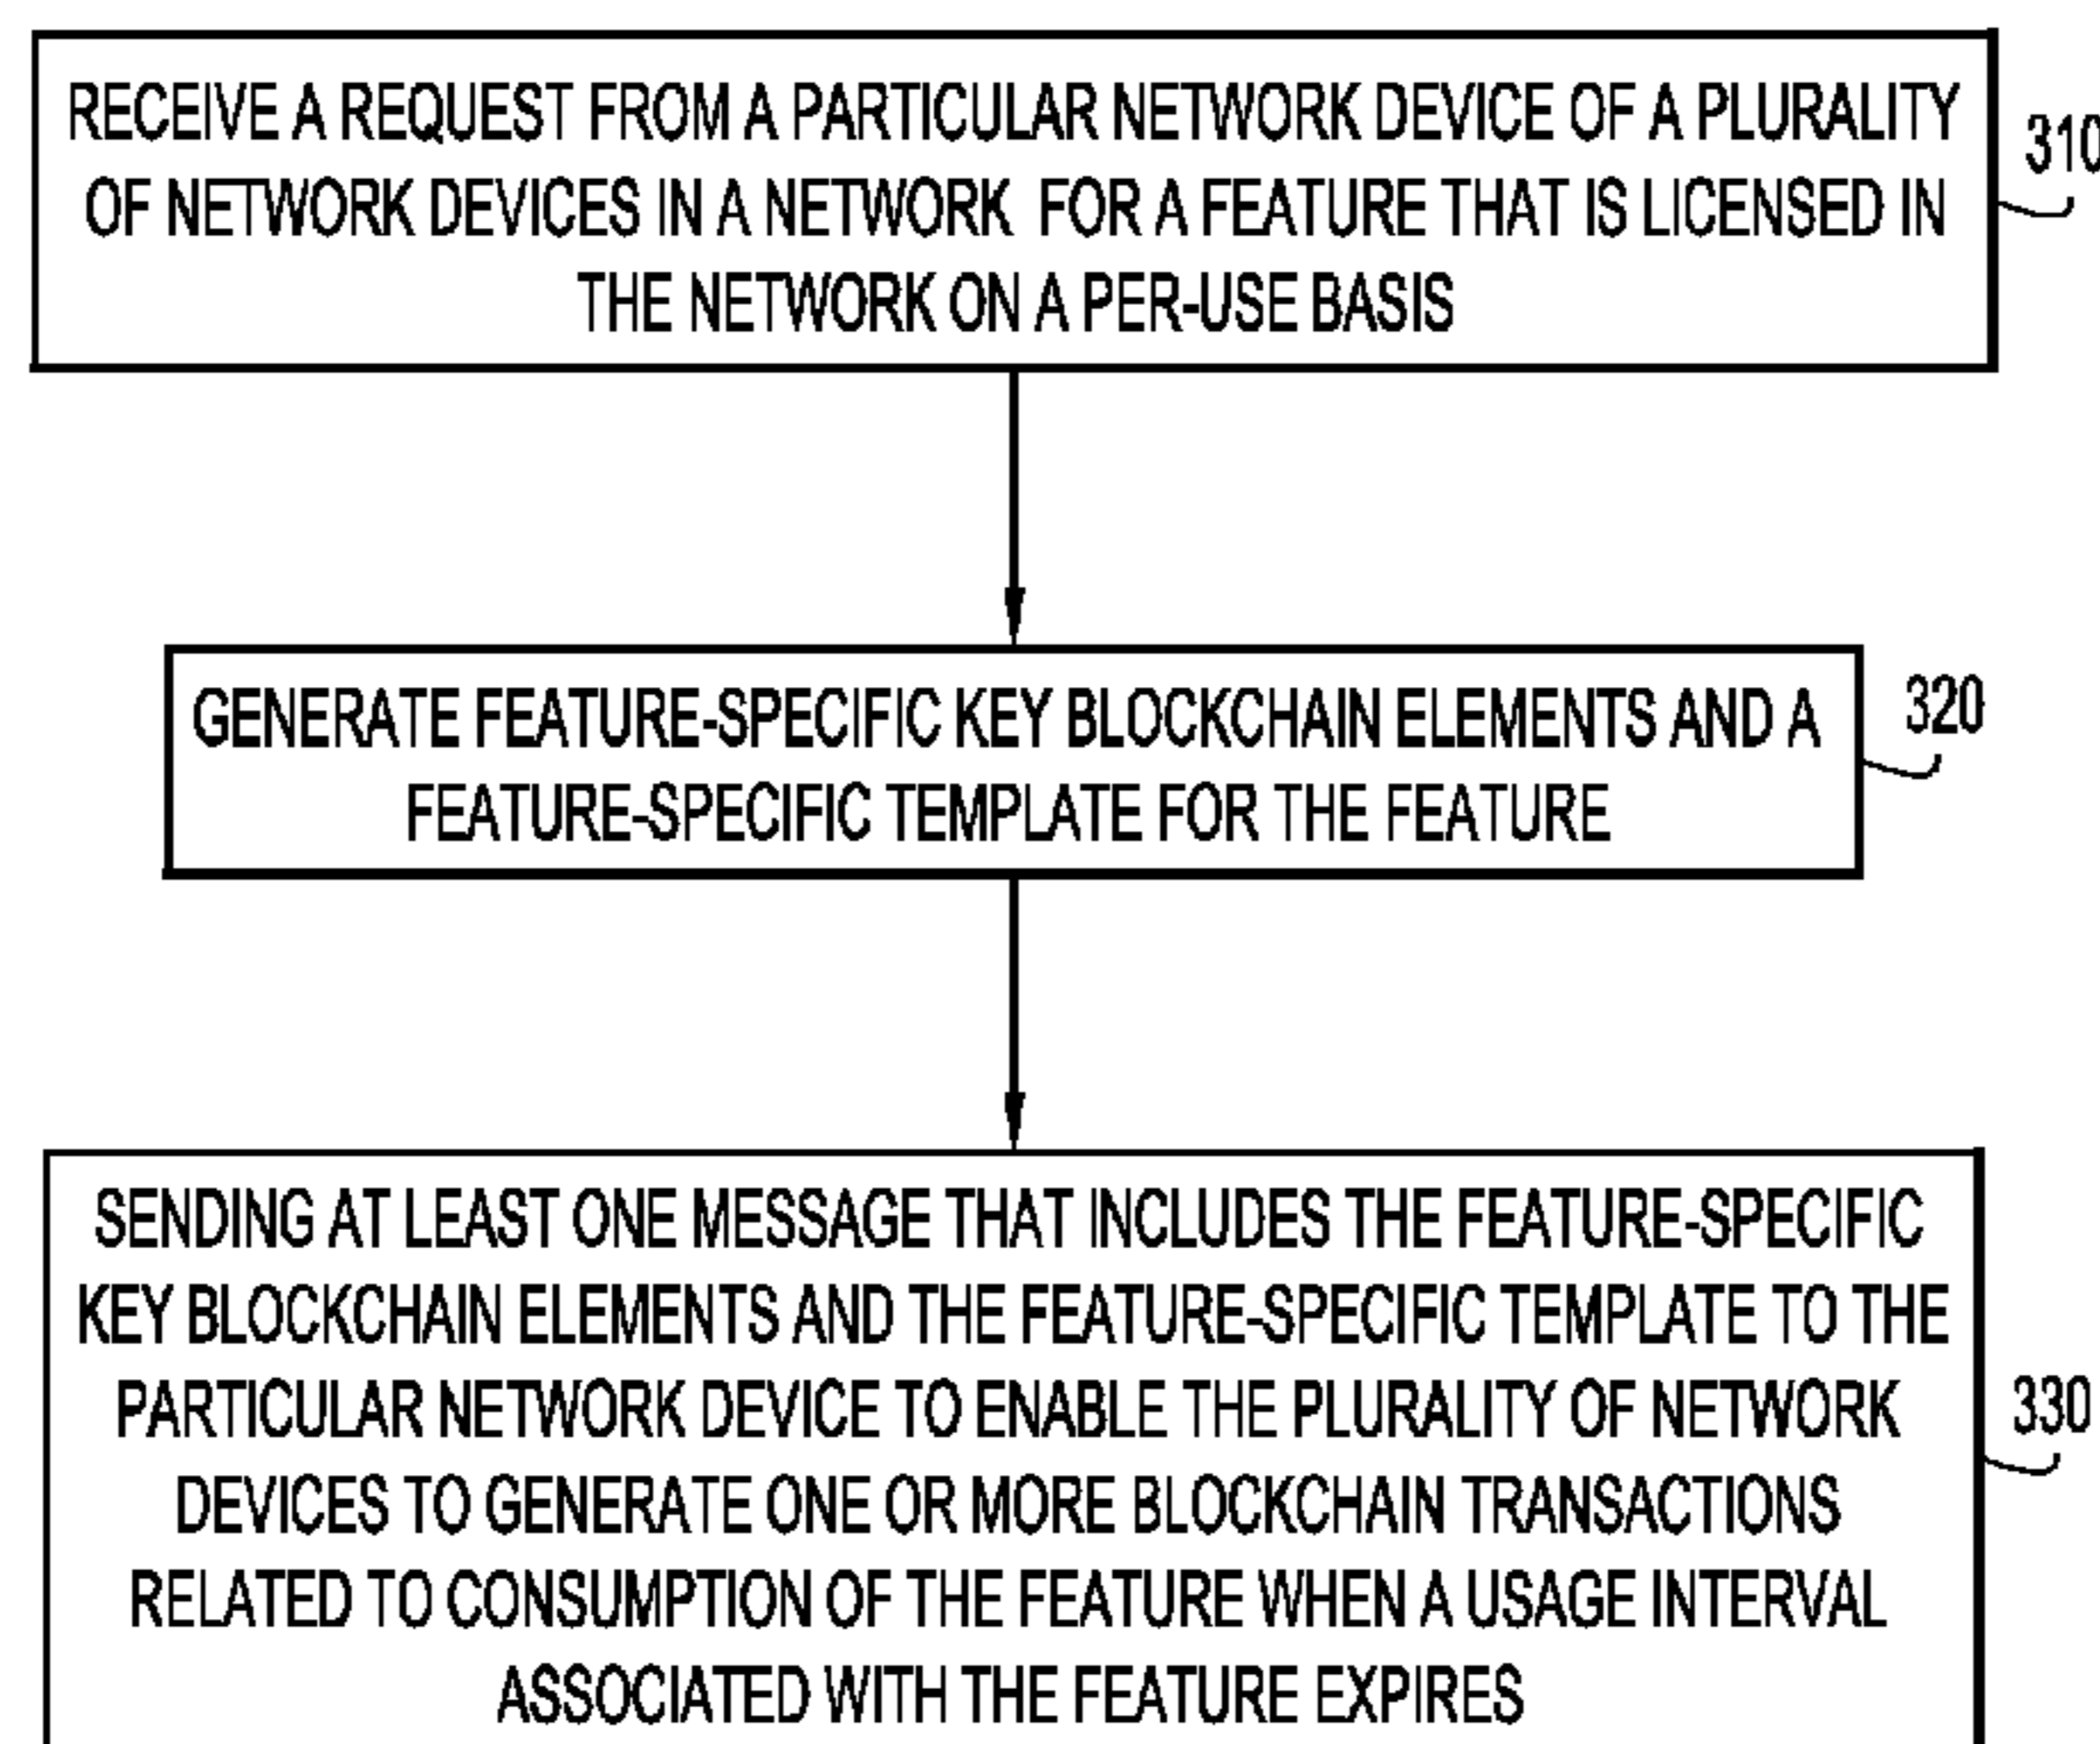 RECEIVE A REQUEST FROM A PARTICULAR NETWORK DEVICE OF A PLURALITY
OF NETWORK DEVICES IN A NETWORK FOR A FEATURE THAT IS LICENSED IN
THE NETWORK ON A PER-USE BASIS
310
GENERATE FEATURE-SPECIFIC KEY BLOCKCHAIN ELEMENTS AND A
FEATURE-SPECIFIC TEMPLATE FOR THE FEATURE
320
SENDING AT LEAST ONE MESSAGE THAT INCLUDES THE FEATURE-SPECIFIC
KEY BLOCKCHAIN ELEMENTS AND THE FEATURE-SPECIFIC TEMPLATE TO THE
PARTICULAR NETWORK DEVICE TO ENABLE THE PLURALITY OF NETWORK
DEVICES TO GENERATE ONE OR MORE BLOCKCHAIN TRANSACTIONS
RELATED TO CONSUMPTION OF THE FEATURE WHEN A USAGE INTERVAL
ASSOCIATED WITH THE FEATURE EXPIRES
330